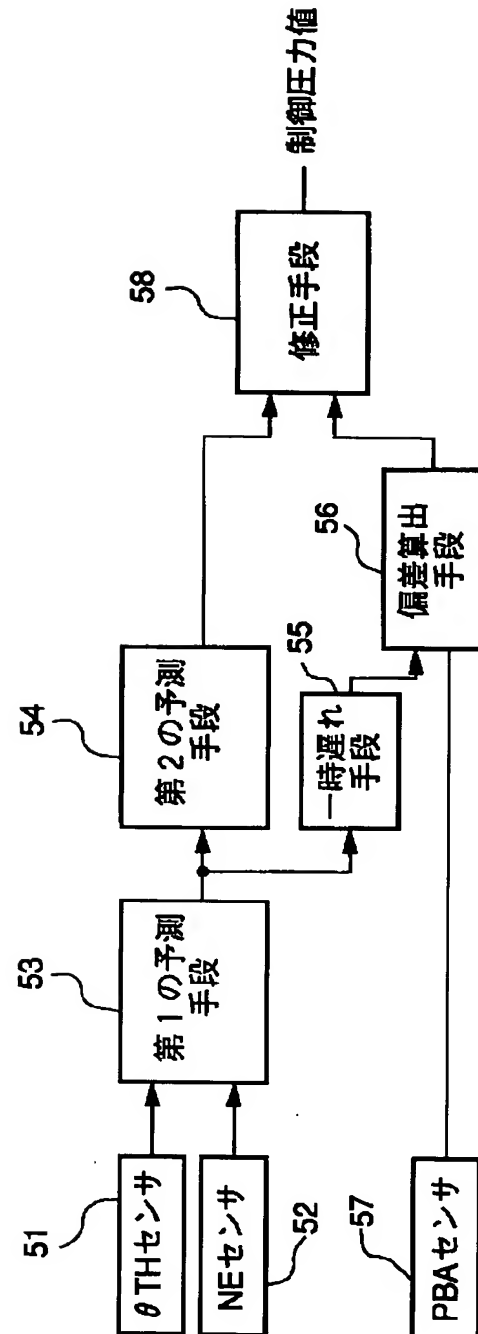 51
θTHセンサ
NEセンサ
52
53
第1の予測
手段
54
第2の予測
手段
55
一時遅れ
手段
56
偏差算出
手段
57
PBAセンサ
58
修正手段
制御圧力値